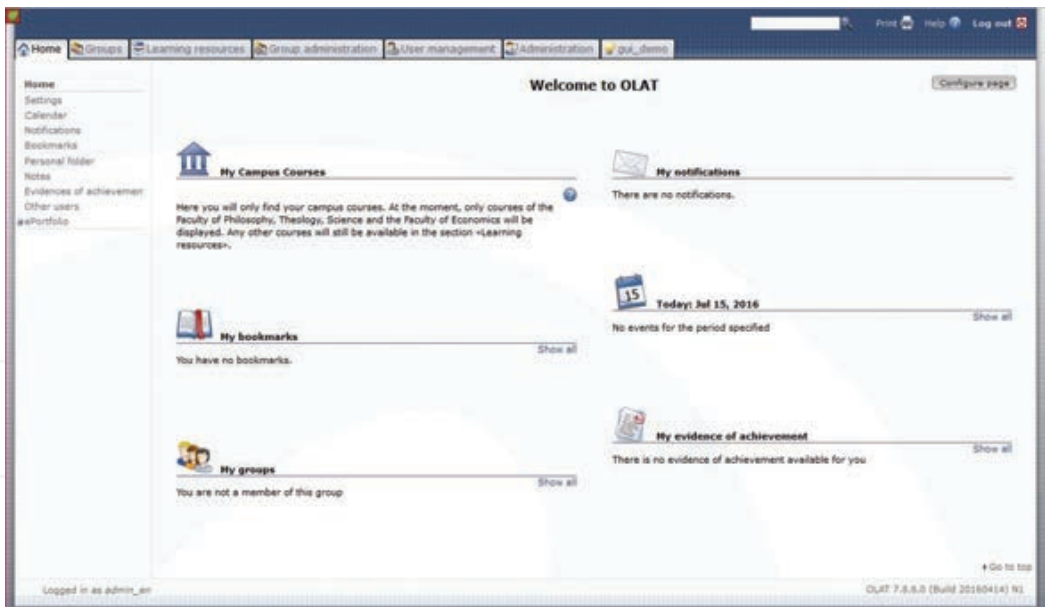 Print Help Log out
Home Groups Learning resources Group administration User management Administration gui_demo
Home
Settings
Calendar
Notifications
Bookmarks
Personal folder
Notes
Evidences of achievemen
Other users
ePortfolio
Welcome to OLAT
Configure page
My Campus Courses
Here you will only find your campus courses. At the moment, only courses of the
Faculty of Philosophy, Theology, Science and the Faculty of Economics will be
displayed. Any other courses will still be available in the section «Learning
resources».
My bookmarks
Show all
You have no bookmarks.
My groups
Show all
You are not a member of this group
My notifications
There are no notifications.
15
Today: Jul 15, 2016
Show all
No events for the period specified
My evidence of achievement
Show all
There is no evidence of achievement available for you
Go to top
Logged in as admin_en
OLAT 7.8.6.0 (Build 20160414) N1